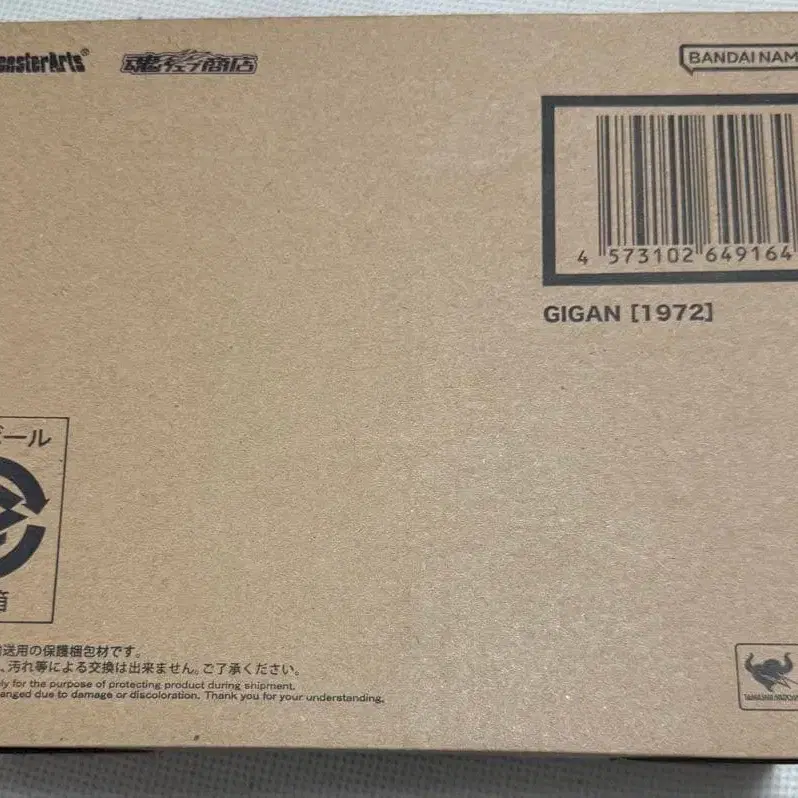 onsterArts®
魂ウェブ商店
BANDAI NAM
4 573102 649164
GIGAN [1972]
ボール
箱
送用の保護梱包材です。
、汚れ等による交換は出来ません。ご了承ください。
ly for the purpose of protecting product during shipment.
anged due to damage or discoloration. Thank you for your understanding.